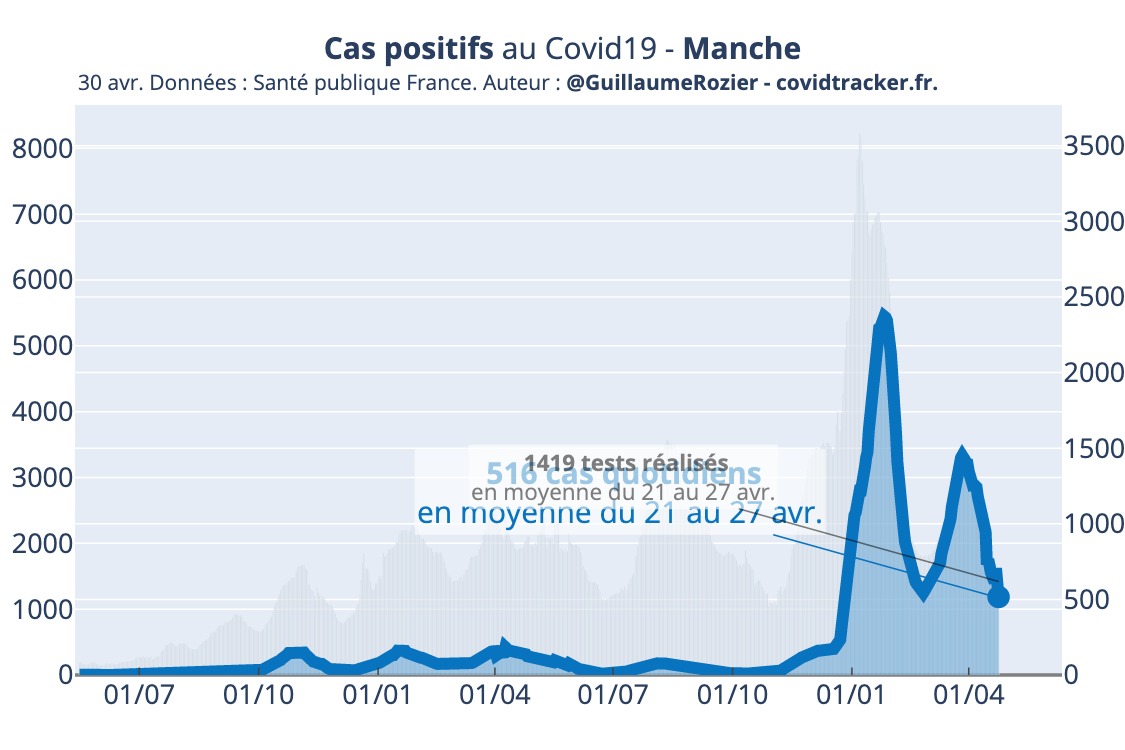 Cas positifs au Covid19 - Manche
30 avr. Données : Santé publique France. Auteur : @GuillaumeRozier - covidtracker.fr.
8000
7000
6000
5000
4000
3000
2000
1000
0
3500
3000
2500
2000
1500
1000
500
0
1419 tests réalisés
en moyenne du 21 au 27 avr.
516 cas quotidiens
en moyenne du 21 au 27 avr.
01/07 01/10 01/01 01/04 01/07 01/10 01/01 01/04